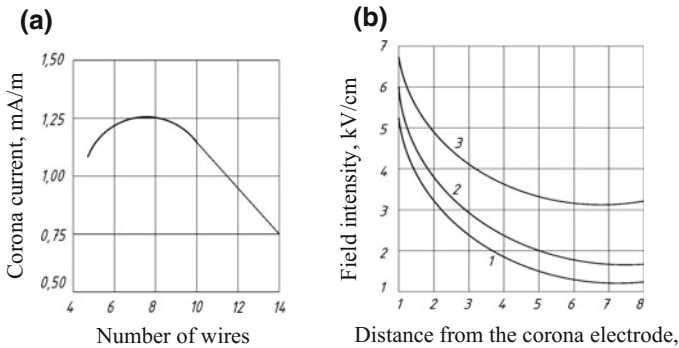 (a)
Corona current, mA/m
1,50
1,25
1,00
0,75
0,50
4 6 8 10 12 14
Number of wires
(b)
Field intensity, kV/cm
7
6
5
4
3
2
1
3
2
1
1 2 3 4 5 6 7 8
Distance from the corona electrode,